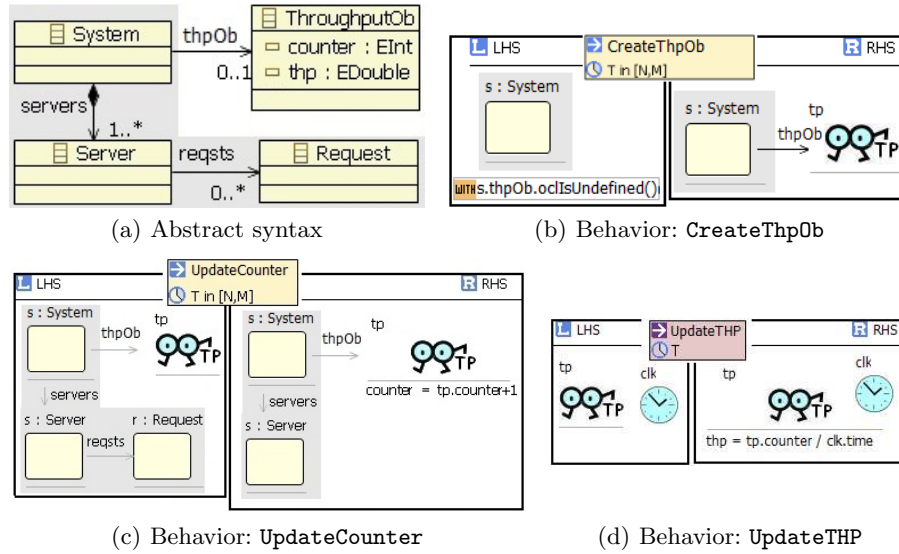 System
thpOb
0..1
ThroughputOb
counter : EInt
thp : EDouble
servers
1..*
Server
reqsts
0..*
Request
(a) Abstract syntax
L LHS
CreateThpOb
T in [N,M]
R RHS
s : System
WITH s.thpOb.oclIsUndefined()
s : System
thpOb
tp
TP
(b) Behavior: CreateThpOb
L LHS
UpdateCounter
T in [N,M]
R RHS
s : System
thpOb
tp
TP
servers
s : Server
reqsts
r : Request
s : System
thpOb
tp
TP
counter = tp.counter+1
servers
s : Server
(c) Behavior: UpdateCounter
L LHS
UpdateTHP
T
R RHS
tp
TP
clk
tp
TP
clk
thp = tp.counter / clk.time
(d) Behavior: UpdateTHP